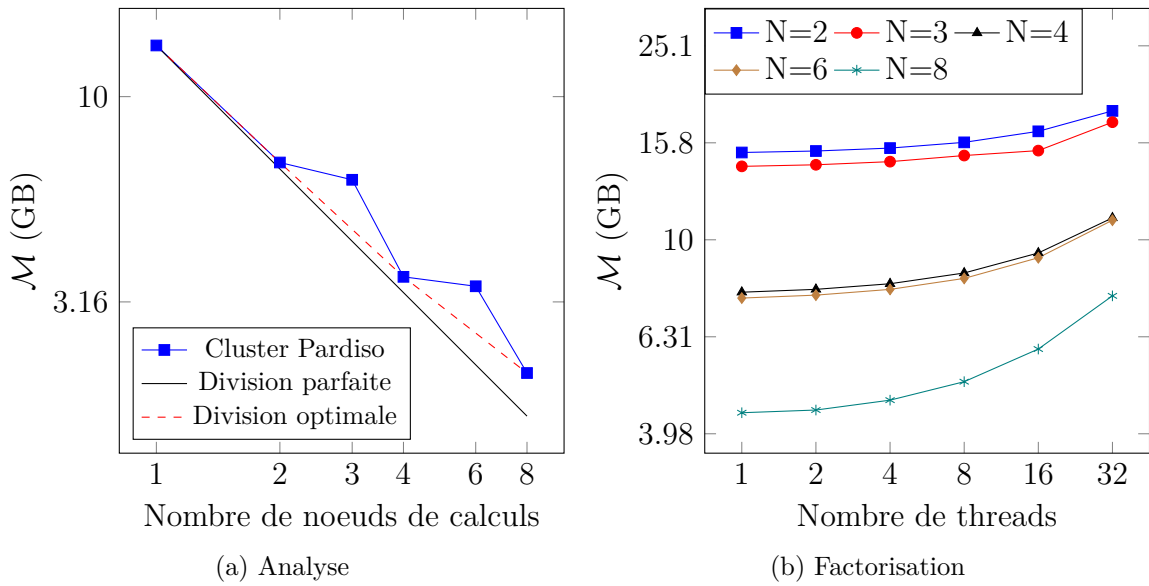 10
3.16
M (GB)
Cluster Pardiso
Division parfaite
Division optimale
1 2 3 4 6 8
Nombre de noeuds de calculs
(a) Analyse
N=2 N=3 N=4
N=6 N=8
25.1
15.8
10
6.31
3.98
M (GB)
1 2 4 8 16 32
Nombre de threads
(b) Factorisation